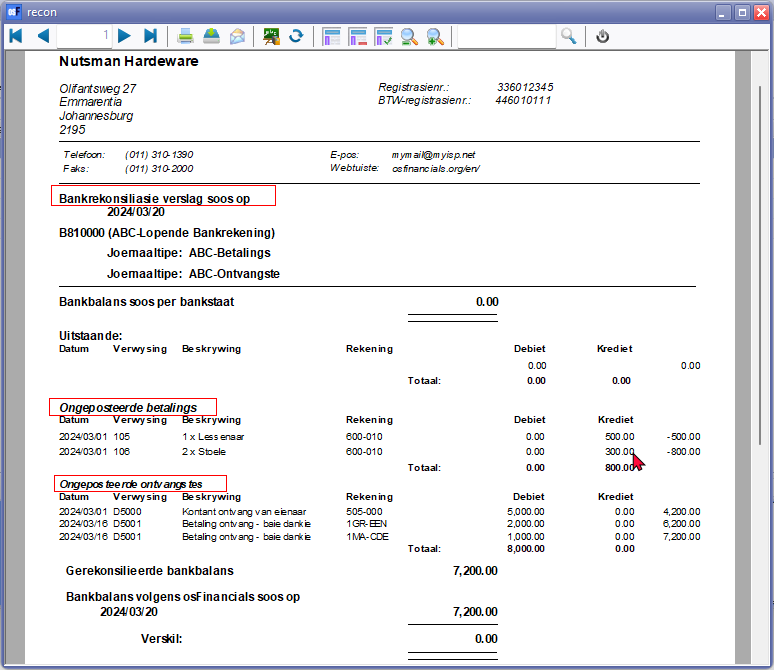 recon
1
Nutsman Hardeware
Olifantsweg 27
Emmarentia
Johannesburg
2195
Registrasienr.: 336012345
BTW-registrasienr.: 446010111
Telefoon: (011) 310-1390 E-pos: mymail@myisp.net
Faks: (011) 310-2000 Webtuiste: osfinancials.org/en/
Bankrekonsiliasie verslag soos op
2024/03/20
B810000 (ABC-Lopende Bankrekening)
Joernaaltipe: ABC-Betalings
Joernaaltipe: ABC-Ontvangste
Bankbalans soos per bankstaat 0.00
Uitstaande:
Datum Verwysing Beskrywing Rekening Debiet Krediet
0.00 0.00
Totaal: 0.00 0.00
Ongeposteerde betalings
Datum Verwysing Beskrywing Rekening Debiet Krediet
2024/03/01 105 1 x Lessenaar 600-010 0.00 500.00 -500.00
2024/03/01 106 2 x Stoele 600-010 0.00 300.00 -800.00
Totaal: 0.00 800.00
Ongeposteerde ontvangstes
Datum Verwysing Beskrywing Rekening Debiet Krediet
2024/03/01 D5000 Kontant ontvang van eienaar 505-000 5,000.00 0.00 4,200.00
2024/03/16 D5001 Betaling ontvang - baie dankie 1GR-EEN 2,000.00 0.00 6,200.00
2024/03/16 D5001 Betaling ontvang - baie dankie 1MA-CDE 1,000.00 0.00 7,200.00
Totaal: 8,000.00 0.00
Gerekonsilieerde bankbalans 7,200.00
Bankbalans volgens osFinancials soos op
2024/03/20 7,200.00
Verskil: 0.00